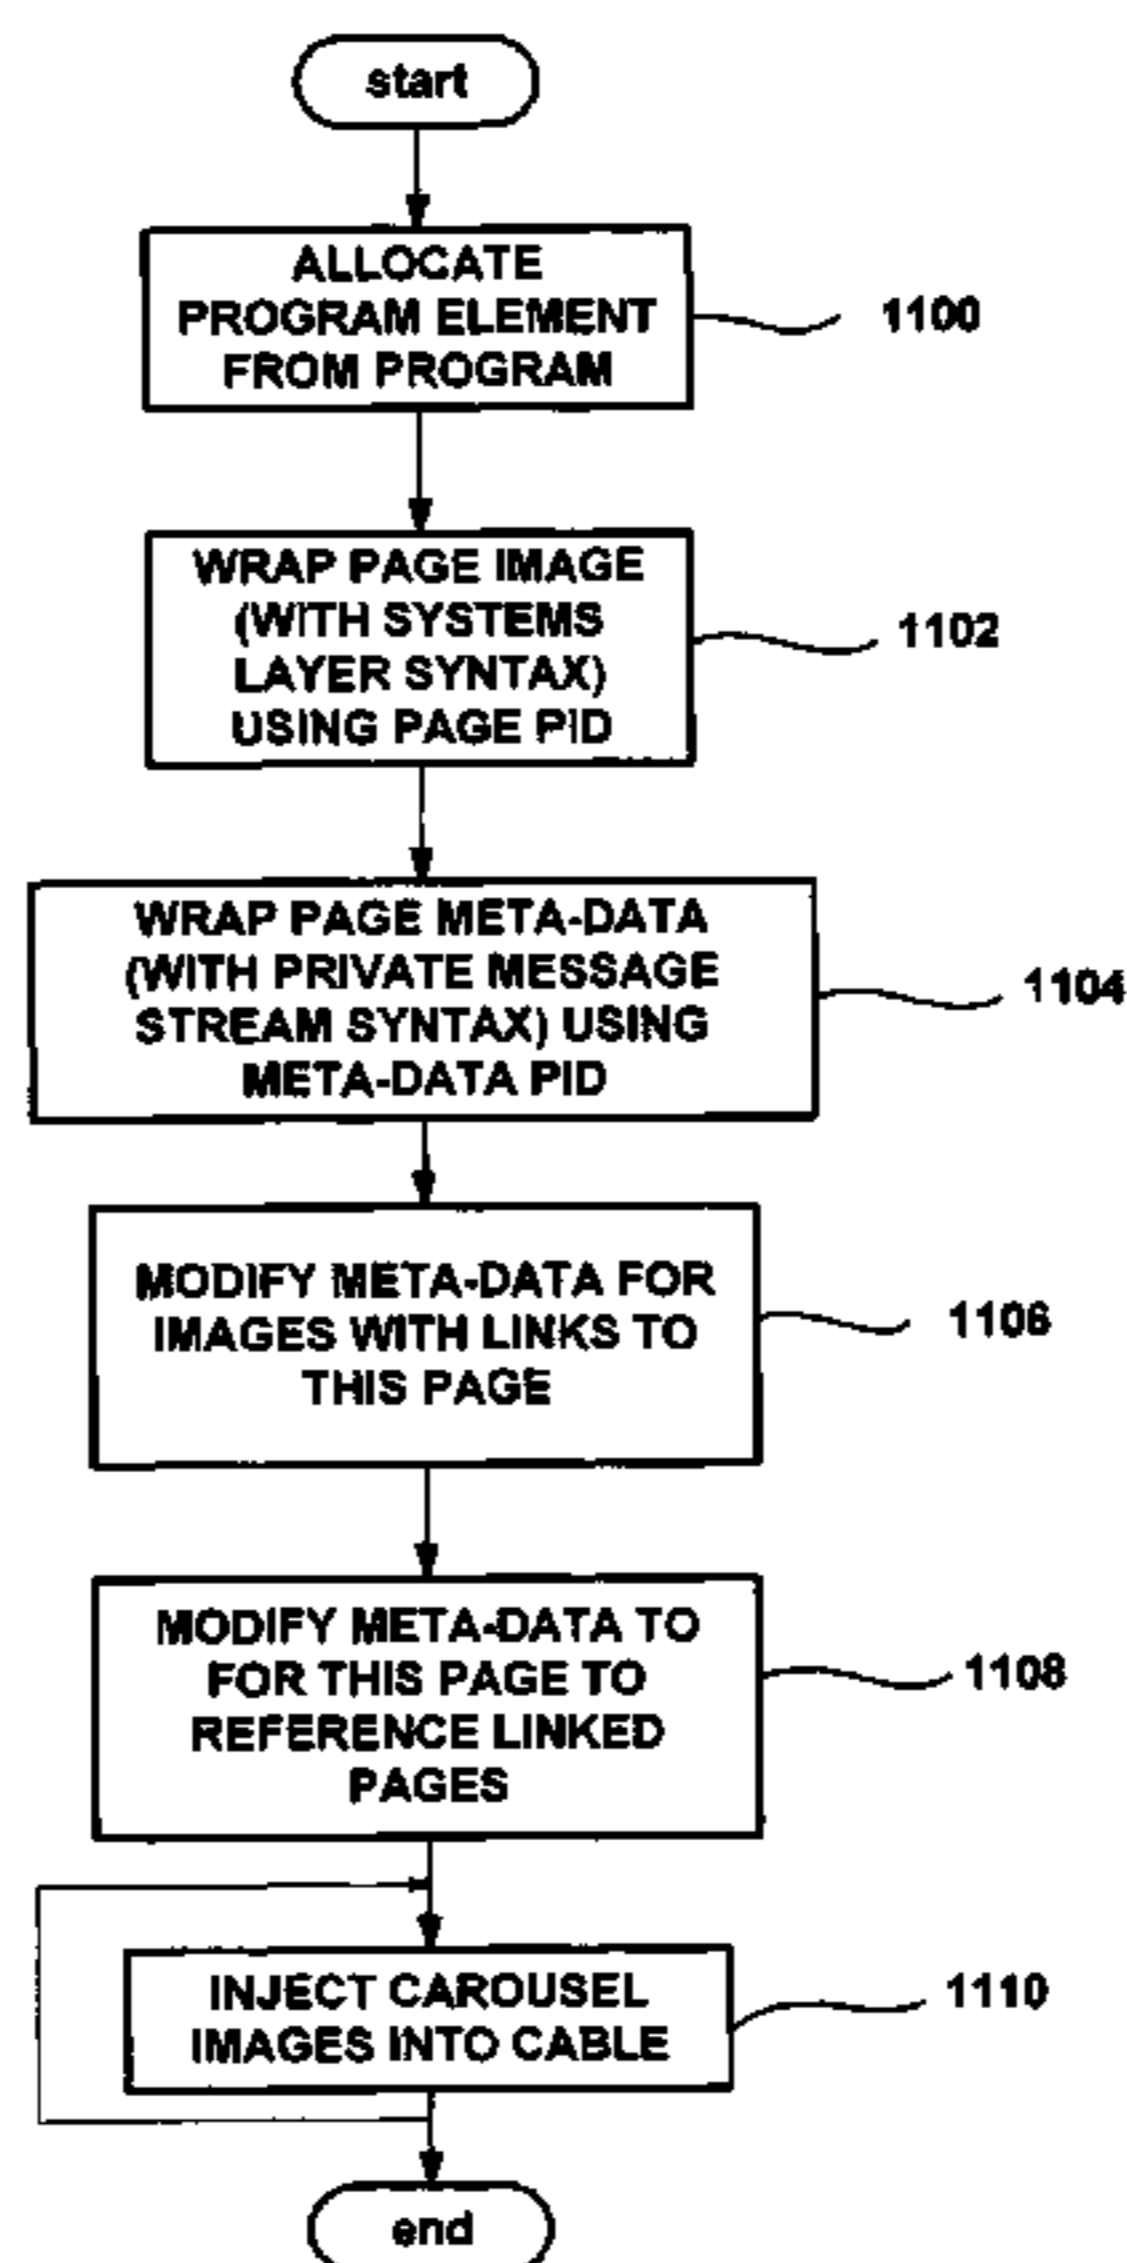 start
ALLOCATE
PROGRAM ELEMENT
FROM PROGRAM
1100
WRAP PAGE IMAGE
(WITH SYSTEMS
LAYER SYNTAX)
USING PAGE PID
1102
WRAP PAGE META-DATA
(WITH PRIVATE MESSAGE
STREAM SYNTAX) USING
META-DATA PID
1104
MODIFY META-DATA FOR
IMAGES WITH LINKS TO
THIS PAGE
1106
MODIFY META-DATA TO
FOR THIS PAGE TO
REFERENCE LINKED
PAGES
1108
INJECT CAROUSEL
IMAGES INTO CABLE
1110
end